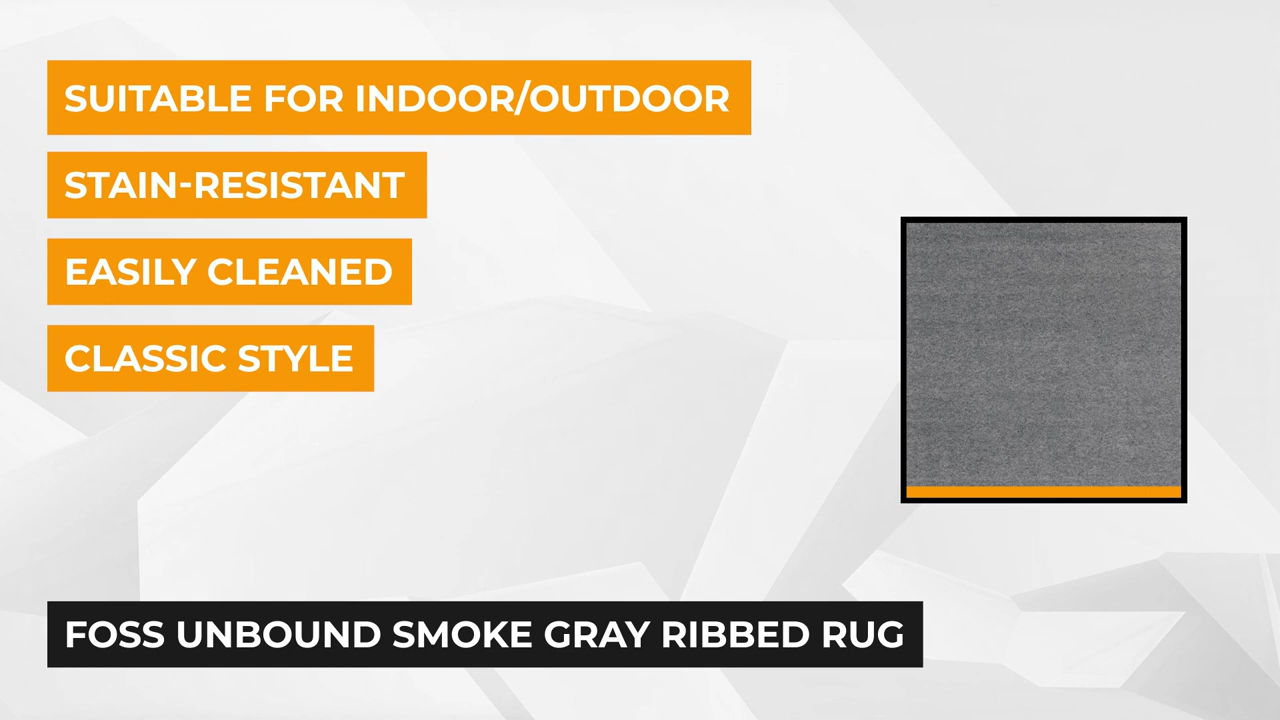 SUITABLE FOR INDOOR/OUTDOOR
STAIN-RESISTANT
EASILY CLEANED
CLASSIC STYLE
FOSS UNBOUND SMOKE GRAY RIBBED RUG